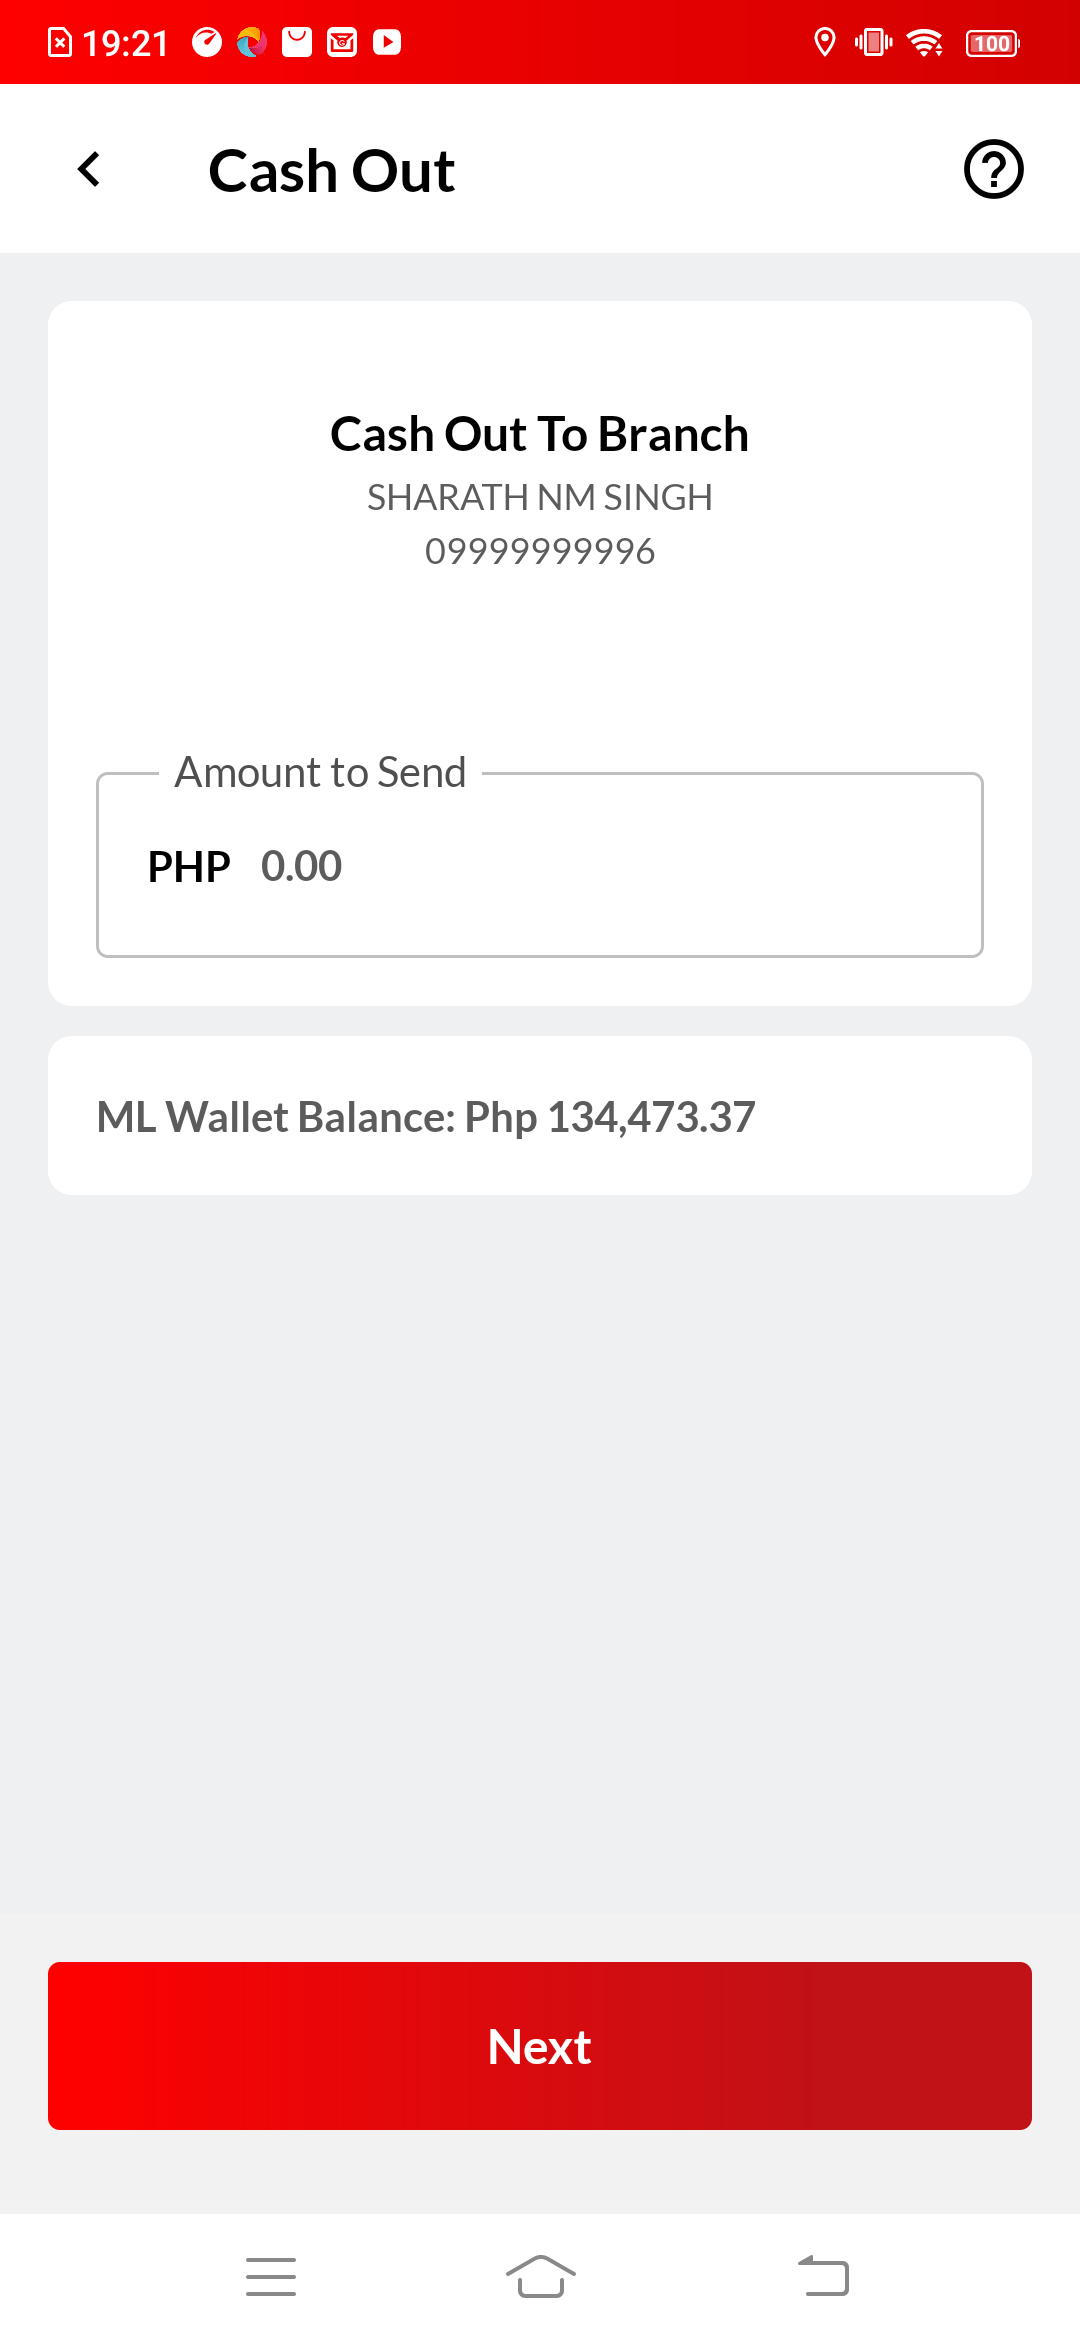 19:21
100
Cash Out
Cash Out To Branch
SHARATH NM SINGH
09999999996
Amount to Send
PHP 0.00
ML Wallet Balance: Php 134,473.37
Next